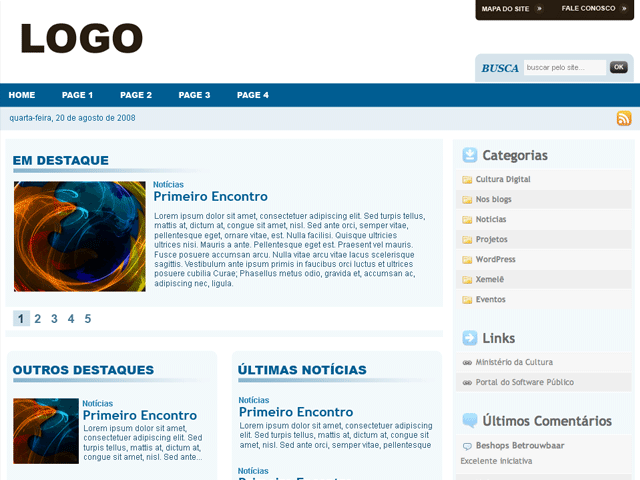 LOGO
MAPA DO SITE »
FALE CONOSCO »
BUSCA buscar pelo site... OK
HOME PAGE 1 PAGE 2 PAGE 3 PAGE 4
quarta-feira, 20 de agosto de 2008
EM DESTAQUE
Notícias
Primeiro Encontro
Lorem ipsum dolor sit amet, consectetuer adipiscing elit. Sed turpis tellus,
mattis at, dictum at, congue sit amet, nisl. Sed ante orci, semper vitae,
pellentesque eget, ornare vitae, est. Nulla facilisi. Quisque ultricies
ultrices nisi. Mauris a ante. Pellentesque eget est. Praesent vel mauris.
Fusce posuere accumsan arcu. Nulla vitae arcu vitae lacus scelerisque
sagittis. Vestibulum ante ipsum primis in faucibus orci luctus et ultrices
posuere cubilia Curae; Phasellus metus odio, gravida et, accumsan ac,
adipiscing nec, ligula.
1 2 3 4 5
OUTROS DESTAQUES
Notícias
Primeiro Encontro
Lorem ipsum dolor sit amet,
consectetuer adipiscing elit. Sed
turpis tellus, mattis at, dictum at,
congue sit amet, nisl. Sed ante...
ÚLTIMAS NOTÍCIAS
Notícias
Primeiro Encontro
Lorem ipsum dolor sit amet, consectetuer adipiscing
elit. Sed turpis tellus, mattis at, dictum at, congue sit
amet, nisl. Sed ante orci, semper vitae, pellentesque
Notícias
Primeiro Encontro
Categorias
Cultura Digital
Nos blogs
Noticias
Projetos
WordPress
Xemelê
Eventos
Links
Ministério da Cultura
Portal do Software Público
Últimos Comentários
Beshops Betrouwbaar
Excelente iniciativa